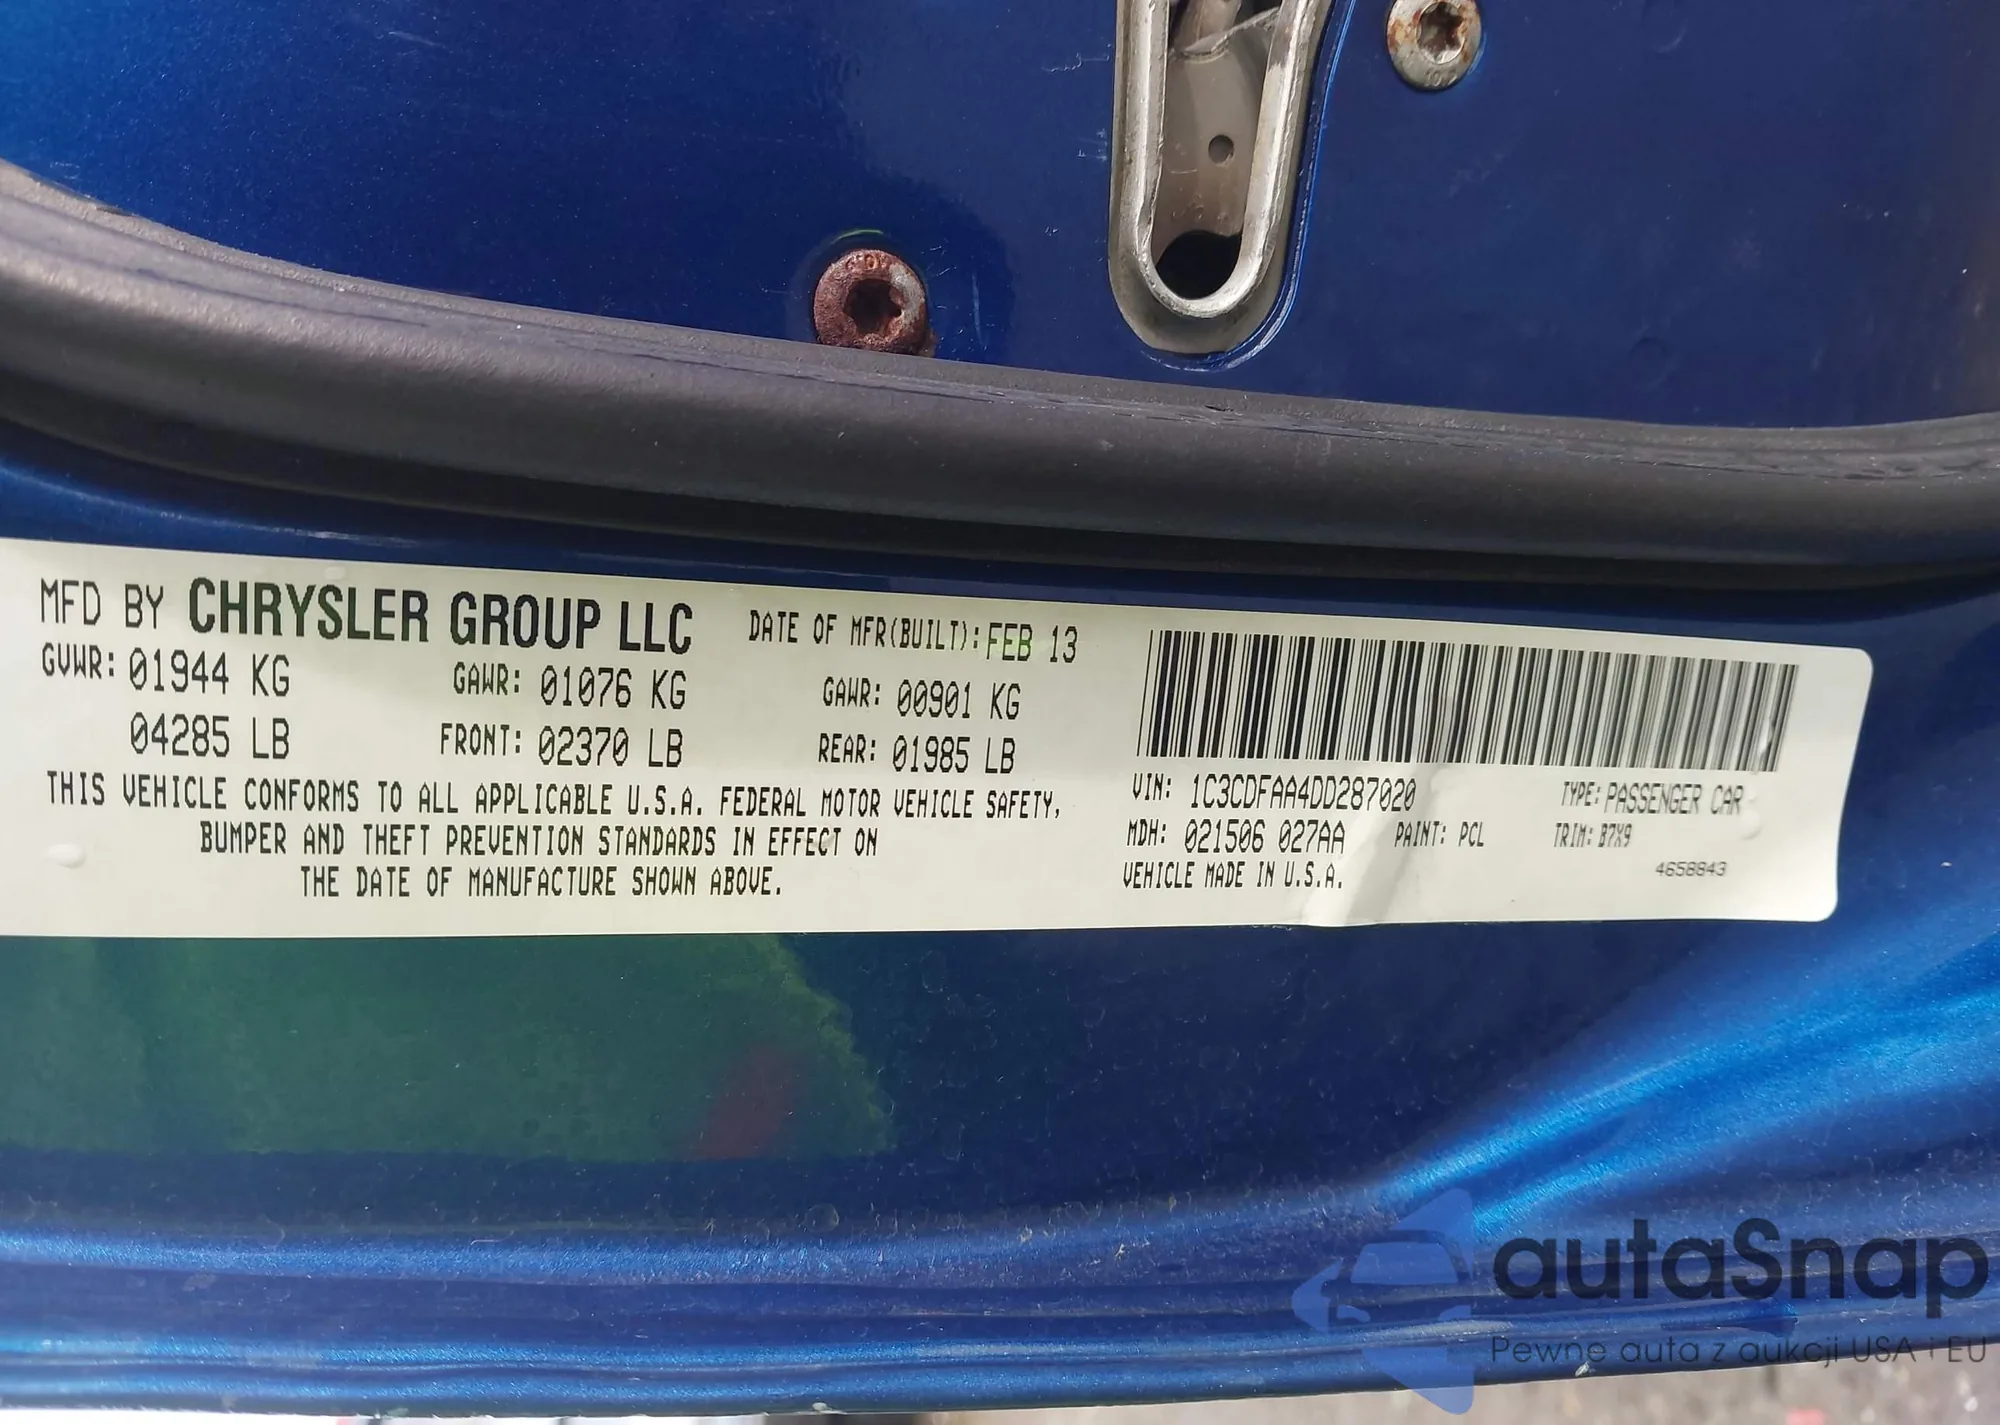 MFD BY CHRYSLER GROUP LLC DATE OF MFR(BUILT): FEB 13
GVWR: 01944 KG GAWR: 01076 KG GAWR: 00901 KG
04285 LB FRONT: 02370 LB REAR: 01985 LB
THIS VEHICLE CONFORMS TO ALL APPLICABLE U.S.A. FEDERAL MOTOR VEHICLE SAFETY,
BUMPER AND THEFT PREVENTION STANDARDS IN EFFECT ON
THE DATE OF MANUFACTURE SHOWN ABOVE.
VIN: 1C3CDFAA4DD287020 TYPE: PASSENGER CAR
MDH: 021506 027AA PAINT: PCL TRIM: B7X9
VEHICLE MADE IN U.S.A. 4658843
autaSnap
Pewne auta z aukcji USA i EU